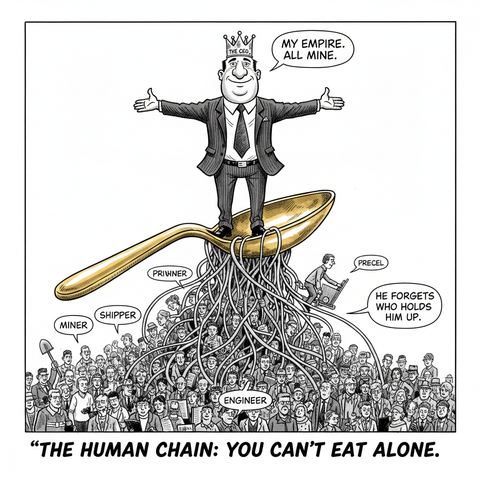 THE CEO
MY EMPIRE.
ALL MINE.
PRIWNER
PRECEL
HE FORGETS
WHO HOLDS
HIM UP.
SHIPPER
MINER
ENGINEER
“THE HUMAN CHAIN: YOU CAN'T EAT ALONE.